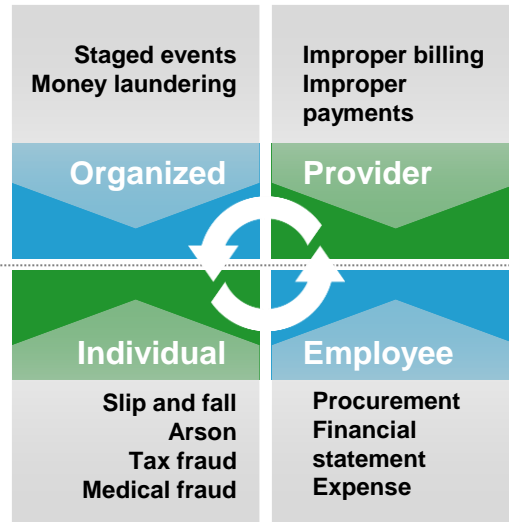 Staged events
Money laundering
Organized
Improper billing
Improper
payments
Provider
Individual
Slip and fall
Arson
Tax fraud
Medical fraud
Employee
Procurement
Financial
statement
Expense